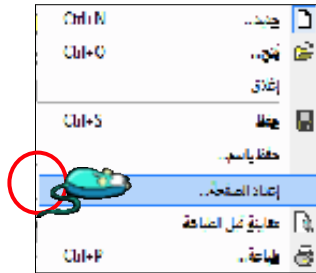 جديد... Ctrl+N
فتح... Ctrl+O
إغلاق
حفظ Ctrl+S
حفظ باسم...
إعداد الصفحة...
معاينة قبل الطباعة
طباعة... Ctrl+P